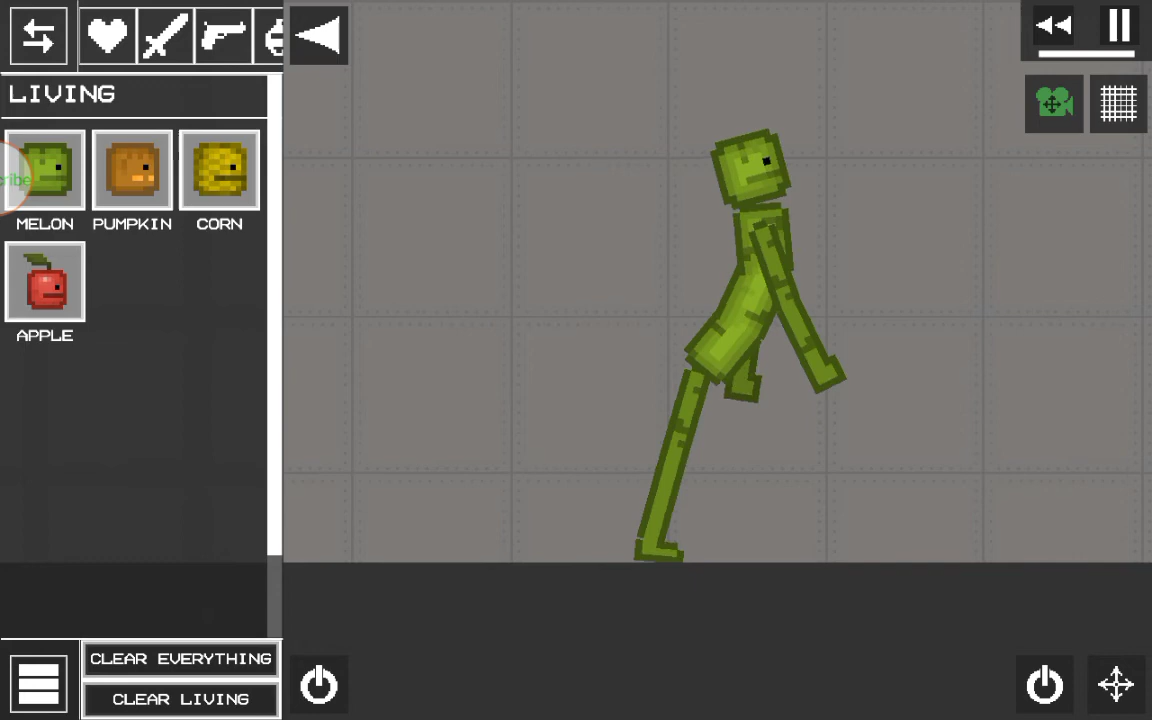 LIVING
MELON PUMPKIN CORN
APPLE
CLEAR EVERYTHING
CLEAR LIVING